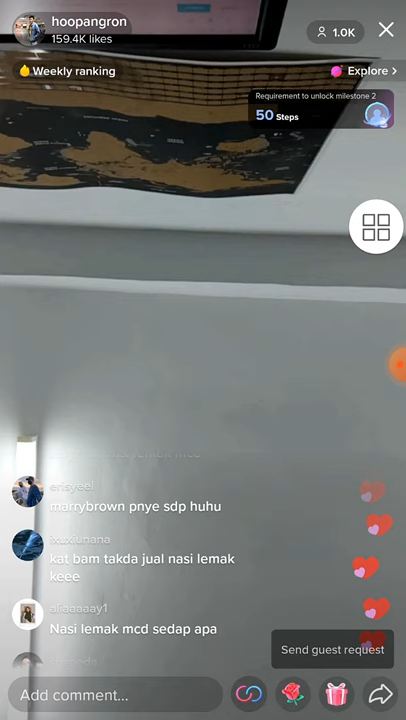 hoopangron
159.4K likes
1.0K
Weekly ranking
Explore >
Requirement to unlock milestone 2
50 Steps
erisyeel
marrybrown pnye sdp huhu
ixuxiunana
kat bam takda jual nasi lemak
keee
aliaaaaay1
Nasi lemak mcd sedap apa
Send guest request
Add comment...